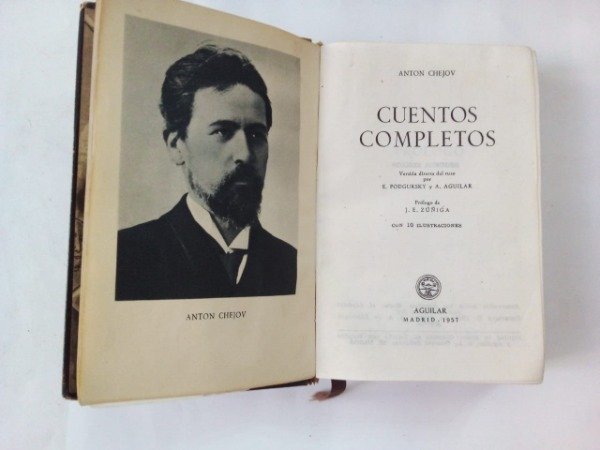 ANTON CHEJOV
ANTON CHEJOV
CUENTOS
COMPLETOS
Versión directa del ruso
por
E. PODGURSKY y A. AGUILAR
Prólogo de
J. E. ZÚÑIGA
CON 16 ILUSTRACIONES
AGUILAR
MADRID - 1957